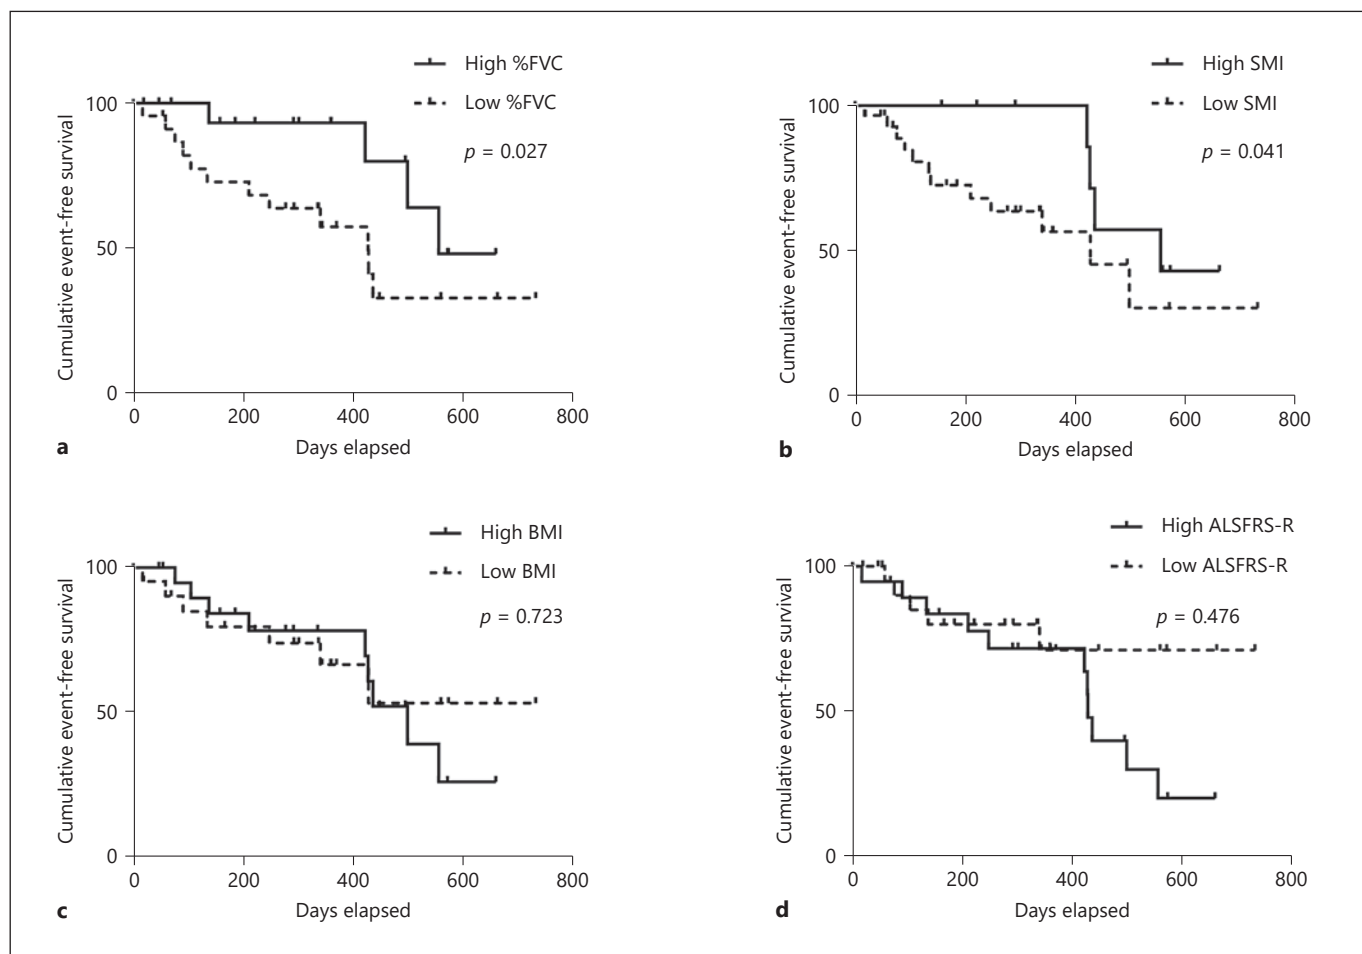 High %FVC
Low %FVC
p = 0.027
Cumulative event-free survival
100
50
0
0 200 400 600 800
Days elapsed
a
High SMI
Low SMI
p = 0.041
Cumulative event-free survival
100
50
0
0 200 400 600 800
Days elapsed
b
High BMI
Low BMI
p = 0.723
Cumulative event-free survival
100
50
0
0 200 400 600 800
Days elapsed
c
High ALSFRS-R
Low ALSFRS-R
p = 0.476
Cumulative event-free survival
100
50
0
0 200 400 600 800
Days elapsed
d